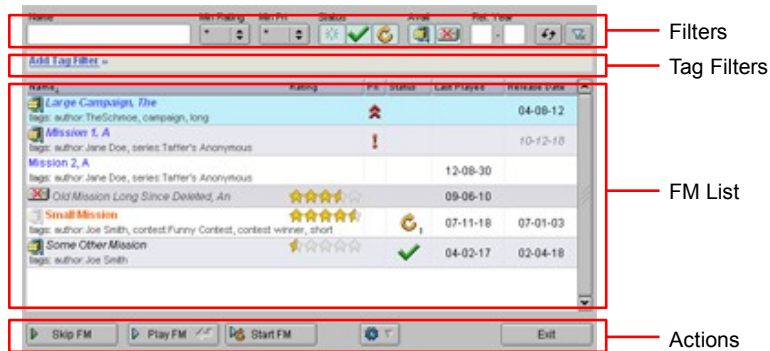 Name Min Rating Min Pri Status Avail Rel. Year
* * -
Filters
Add Tag Filter »
Tag Filters
Name Rating Pri Status Last Played Release Date
Large Campaign, The 04-08-12
tags: author:TheSchmoe, campaign, long
Mission 1, A 10-12-18
tags: author:Jane Doe, series:Taffer's Anonymous
Mission 2, A 12-08-30
tags: author:Jane Doe, series:Taffer's Anonymous
FM List
Old Mission Long Since Deleted, An 09-06-10
Small Mission 1 07-11-18 07-01-03
tags: author:Joe Smith, contest:Funny Contest, contest winner, short
Some Other Mission 04-02-17 02-04-18
tags: author:Joe Smith
Skip FM Play FM Start FM Exit
Actions